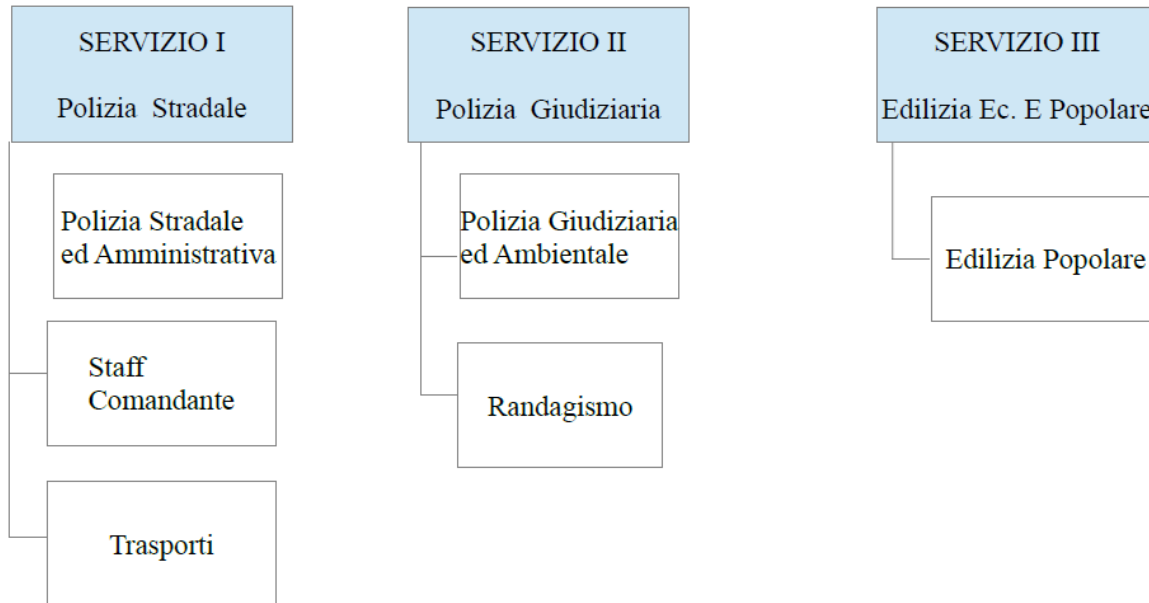 SERVIZIO I
Polizia Stradale
Polizia Stradale
ed Amministrativa
Staff
Comandante
Trasporti
SERVIZIO II
Polizia Giudiziaria
Polizia Giudiziaria
ed Ambientale
Randagismo
SERVIZIO III
Edilizia Ec. E Popolare
Edilizia Popolare